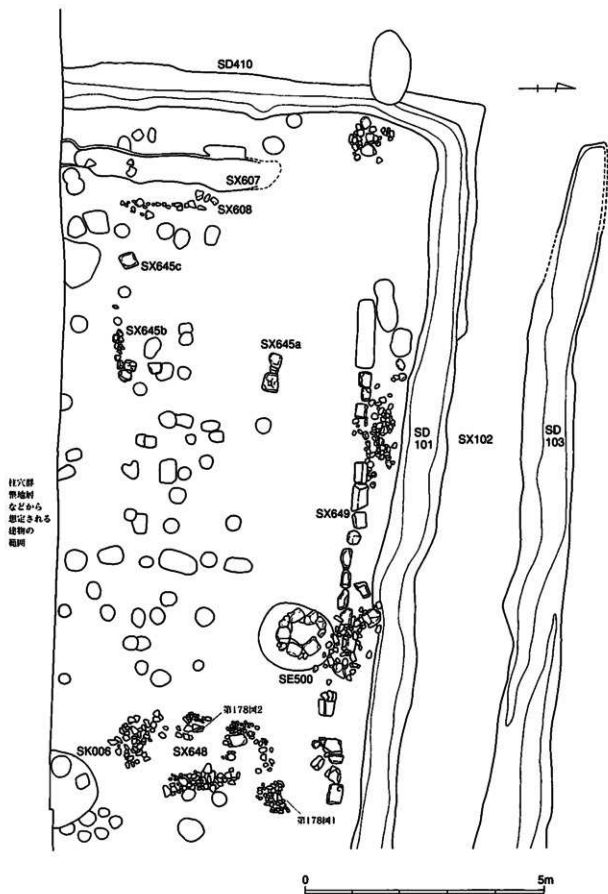 SD410
SX607
SX608
SX645c
SX645b
SX645a
SD
101
SX102
SD
103
柱穴群
整地層
などから
想定される
建物の
範囲
SX649
SE500
第178図2
SK006
SX648
第178図1
0
5m